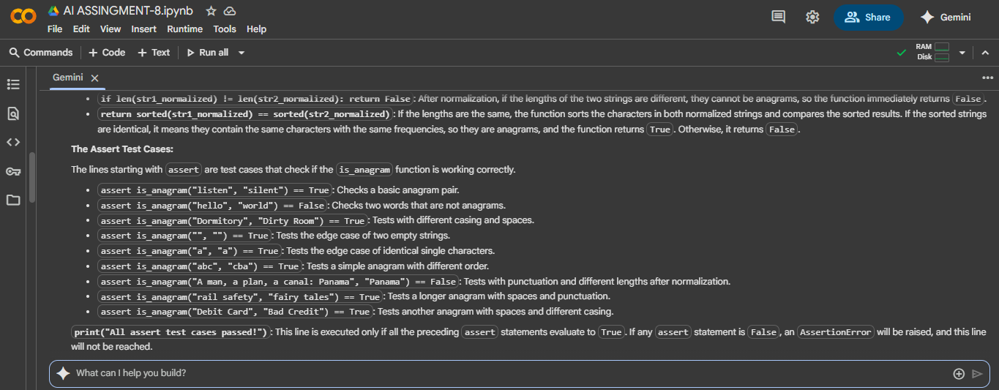 AI ASSINGMENT-8.ipynb
File Edit View Insert Runtime Tools Help
Share
Gemini
Commands + Code + Text Run all
RAM
Disk
Gemini
if len(str1_normalized) != len(str2_normalized): return False: After normalization, if the lengths of the two strings are different, they cannot be anagrams, so the function immediately returns False.
return sorted(str1_normalized) == sorted(str2_normalized): If the lengths are the same, the function sorts the characters in both normalized strings and compares the sorted results. If the sorted strings
are identical, it means they contain the same characters with the same frequencies, so they are anagrams, and the function returns True. Otherwise, it returns False.
The Assert Test Cases:
The lines starting with assert are test cases that check if the is_anagram function is working correctly.
assert is_anagram("listen", "silent") == True: Checks a basic anagram pair.
assert is_anagram("hello", "world") == False: Checks two words that are not anagrams.
assert is_anagram("Dormitory", "Dirty Room") == True: Tests with different casing and spaces.
assert is_anagram("", "") == True: Tests the edge case of two empty strings.
assert is_anagram("a", "a") == True: Tests the edge case of identical single characters.
assert is_anagram("abc", "cba") == True: Tests a simple anagram with different order.
assert is_anagram("A man, a plan, a canal: Panama", "Panama") == False: Tests with punctuation and different lengths after normalization.
assert is_anagram("rail safety", "fairy tales") == True: Tests a longer anagram with spaces and punctuation.
assert is_anagram("Debit Card", "Bad Credit") == True: Tests another anagram with spaces and different casing.
print("All assert test cases passed!"): This line is executed only if all the preceding assert statements evaluate to True. If any assert statement is False, an AssertionError will be raised, and this line
will not be reached.
What can I help you build?